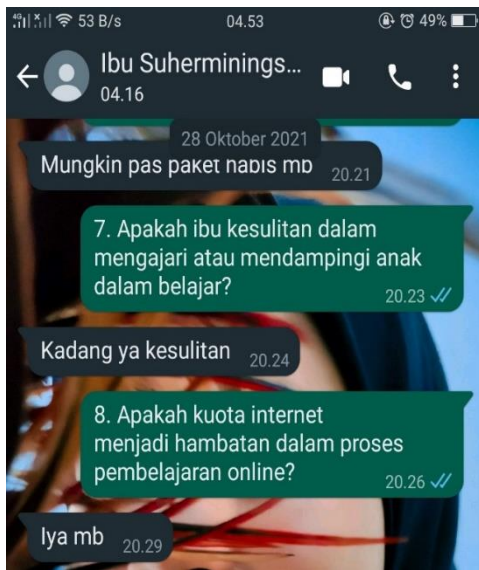 4G 53 B/s 04.53 49%
Ibu Suherminings...
04.16
28 Oktober 2021
Mungkin pas paket habis mb 20.21
7. Apakah ibu kesulitan dalam
mengajari atau mendampingi anak
dalam belajar? 20.23
Kadang ya kesulitan 20.24
8. Apakah kuota internet
menjadi hambatan dalam proses
pembelajaran online? 20.26
Iya mb 20.29